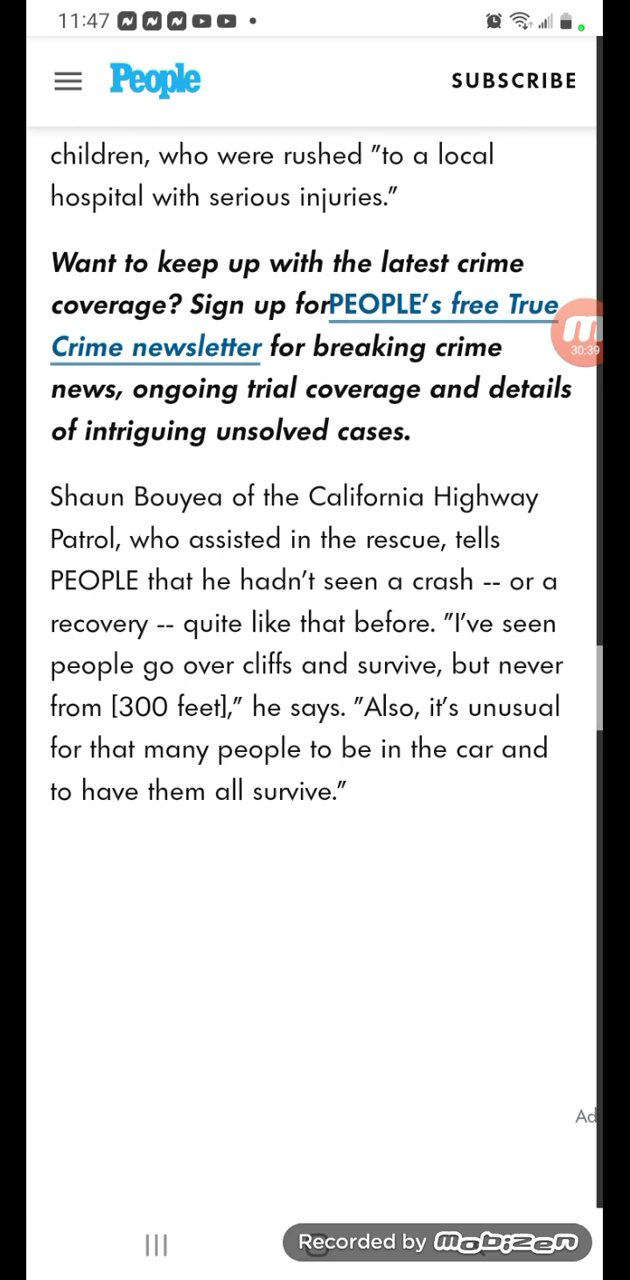 11:47
People
SUBSCRIBE
children, who were rushed "to a local
hospital with serious injuries."
Want to keep up with the latest crime
coverage? Sign up forPEOPLE's free True
Crime newsletter for breaking crime
30:39
news, ongoing trial coverage and details
of intriguing unsolved cases.
Shaun Bouyea of the California Highway
Patrol, who assisted in the rescue, tells
PEOPLE that he hadn't seen a crash -- or a
recovery -- quite like that before. "I've seen
people go over cliffs and survive, but never
from [300 feet]," he says. "Also, it's unusual
for that many people to be in the car and
to have them all survive."
Ad
Recorded by mobizen